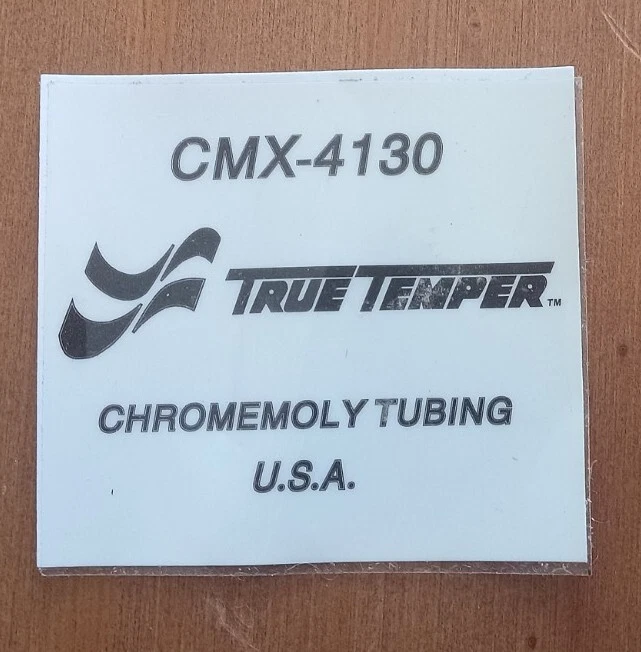 CMX-4130
TRUE TEMPER™
CHROMEMOLY TUBING
U.S.A.